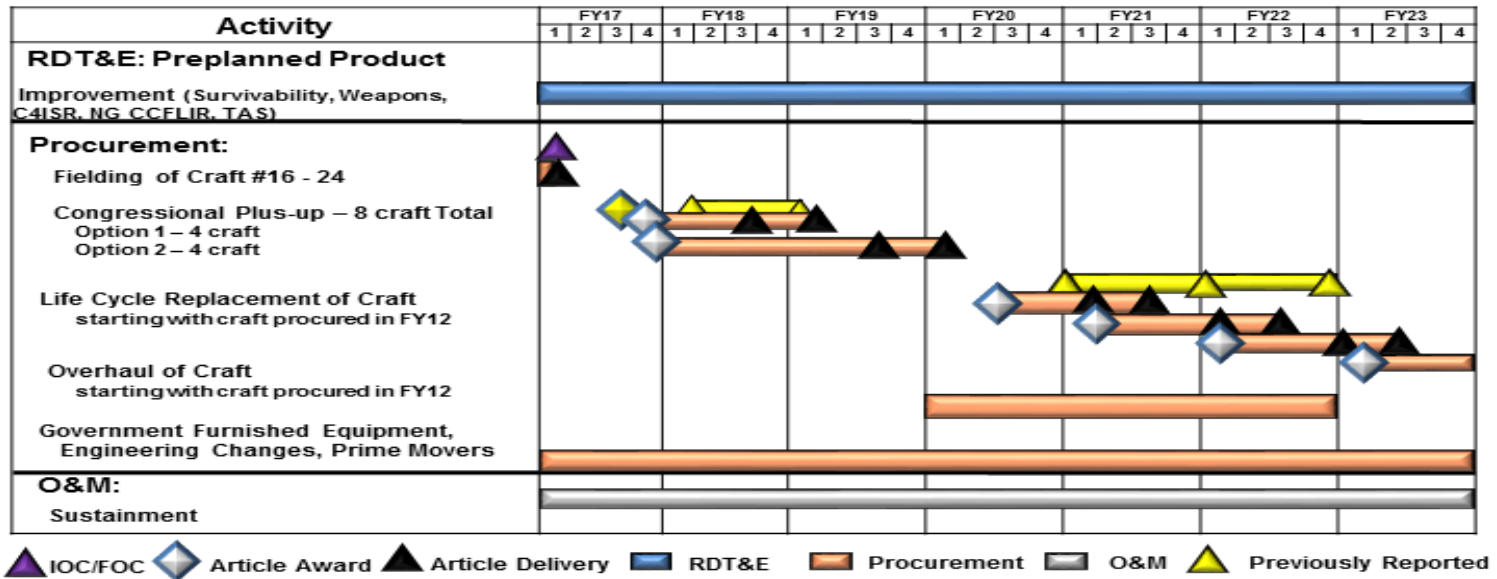 Activity
FY17 FY18 FY19 FY20 FY21 FY22 FY23
1 2 3 4 1 2 3 4 1 2 3 4 1 2 3 4 1 2 3 4 1 2 3 4 1 2 3 4
RDT&E: Preplanned Product
Improvement (Survivability, Weapons,
C4ISR, NG CCFLIR, TAS)
Procurement:
Fielding of Craft #16 - 24
Congressional Plus-up – 8 craft Total
Option 1 – 4 craft
Option 2 – 4 craft
Life Cycle Replacement of Craft
starting with craft procured in FY12
Overhaul of Craft
starting with craft procured in FY12
Government Furnished Equipment,
Engineering Changes, Prime Movers
O&M:
Sustainment
IOC/FOC Article Award Article Delivery RDT&E Procurement O&M Previously Reported